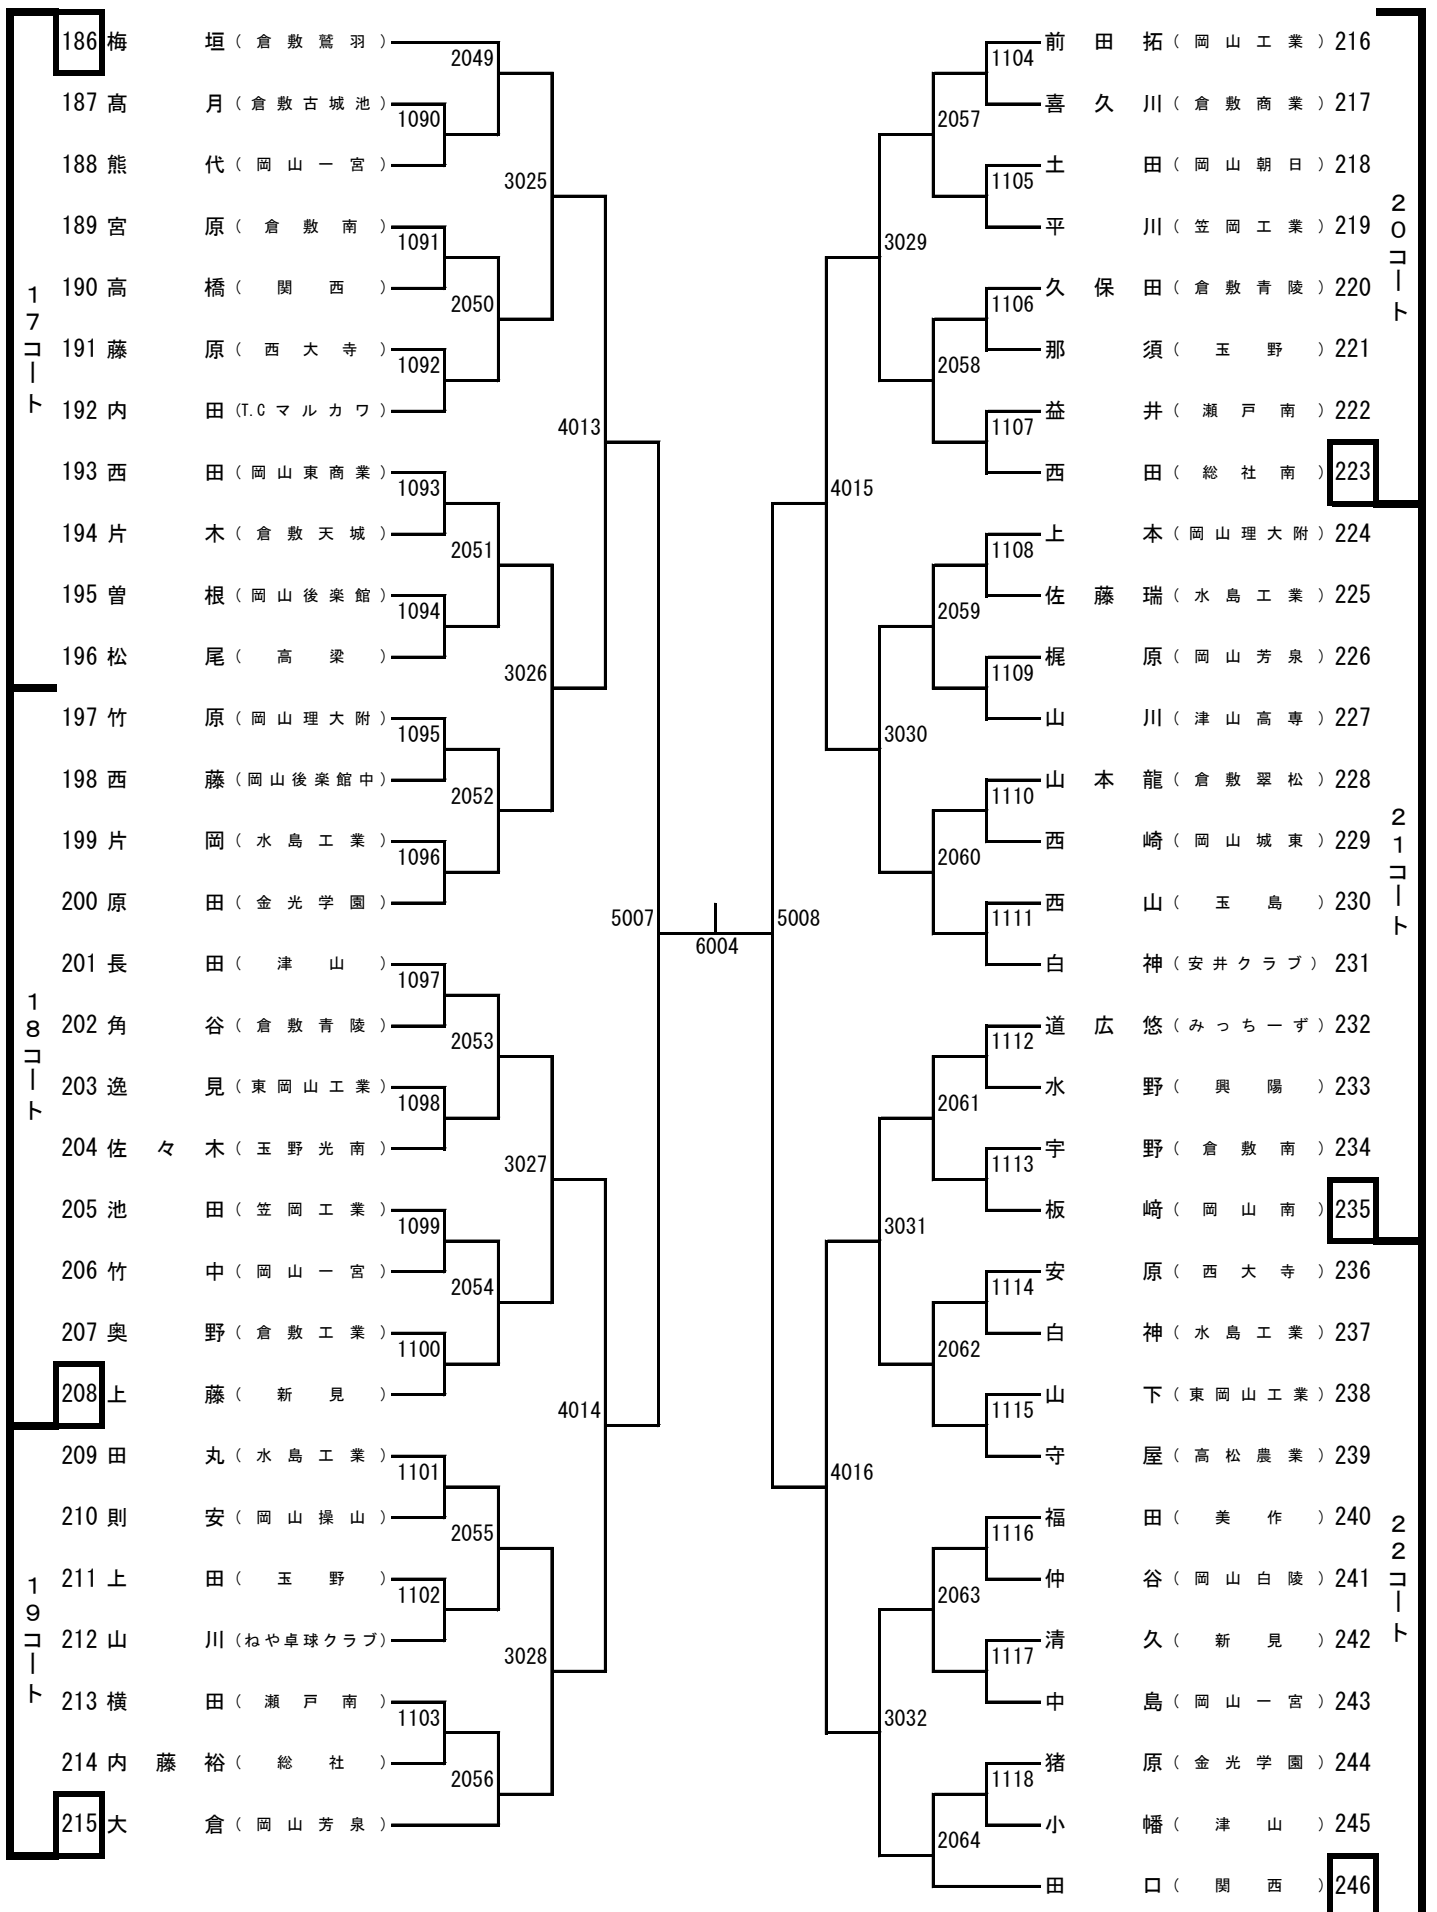 17コート
186 梅垣 (倉敷鷲羽)
2049
187 髙月 (倉敷古城池)
1090
188 熊代 (岡山一宮)
3025
189 宮原 (倉敷南)
1091
190 高橋 (関西)
2050
191 藤原 (西大寺)
1092
192 内田 (T.Cマルカワ)
4013
193 西田 (岡山東商業)
1093
194 片木 (倉敷天城)
2051
195 曽根 (岡山後楽館)
1094
196 松尾 (高梁)
3026
18コート
197 竹原 (岡山理大附)
1095
198 西藤 (岡山後楽館中)
2052
199 片岡 (水島工業)
1096
200 原田 (金光学園)
5007
201 長田 (津山)
1097
202 角谷 (倉敷青陵)
2053
203 逸見 (東岡山工業)
1098
204 佐々木 (玉野光南)
3027
205 池田 (笠岡工業)
1099
206 竹中 (岡山一宮)
2054
207 奥野 (倉敷工業)
1100
208 上藤 (新見)
4014
19コート
209 田丸 (水島工業)
1101
210 則安 (岡山操山)
2055
211 上田 (玉野)
1102
212 山川 (ねや卓球クラブ)
3028
213 横田 (瀬戸南)
1103
214 内藤裕 (総社)
2056
215 大倉 (岡山芳泉)
6004
20コート
前田拓 (岡山工業) 216
1104
喜久川 (倉敷商業) 217
2057
土田 (岡山朝日) 218
1105
平川 (笠岡工業) 219
3029
久保田 (倉敷青陵) 220
1106
那須 (玉野) 221
2058
益井 (瀬戸南) 222
1107
西田 (総社南) 223
4015
21コート
上本 (岡山理大附) 224
1108
佐藤瑞 (水島工業) 225
2059
梶原 (岡山芳泉) 226
1109
山川 (津山高専) 227
3030
山本龍 (倉敷翠松) 228
1110
西崎 (岡山城東) 229
2060
西山 (玉島) 230
1111
白神 (安井クラブ) 231
5008
道広悠 (みっちーず) 232
1112
水野 (興陽) 233
2061
宇野 (倉敷南) 234
1113
板﨑 (岡山南) 235
3031
22コート
安原 (西大寺) 236
1114
白神 (水島工業) 237
2062
山下 (東岡山工業) 238
1115
守屋 (高松農業) 239
4016
福田 (美作) 240
1116
仲谷 (岡山白陵) 241
2063
清久 (新見) 242
1117
中島 (岡山一宮) 243
3032
猪原 (金光学園) 244
1118
小幡 (津山) 245
2064
田口 (関西) 246